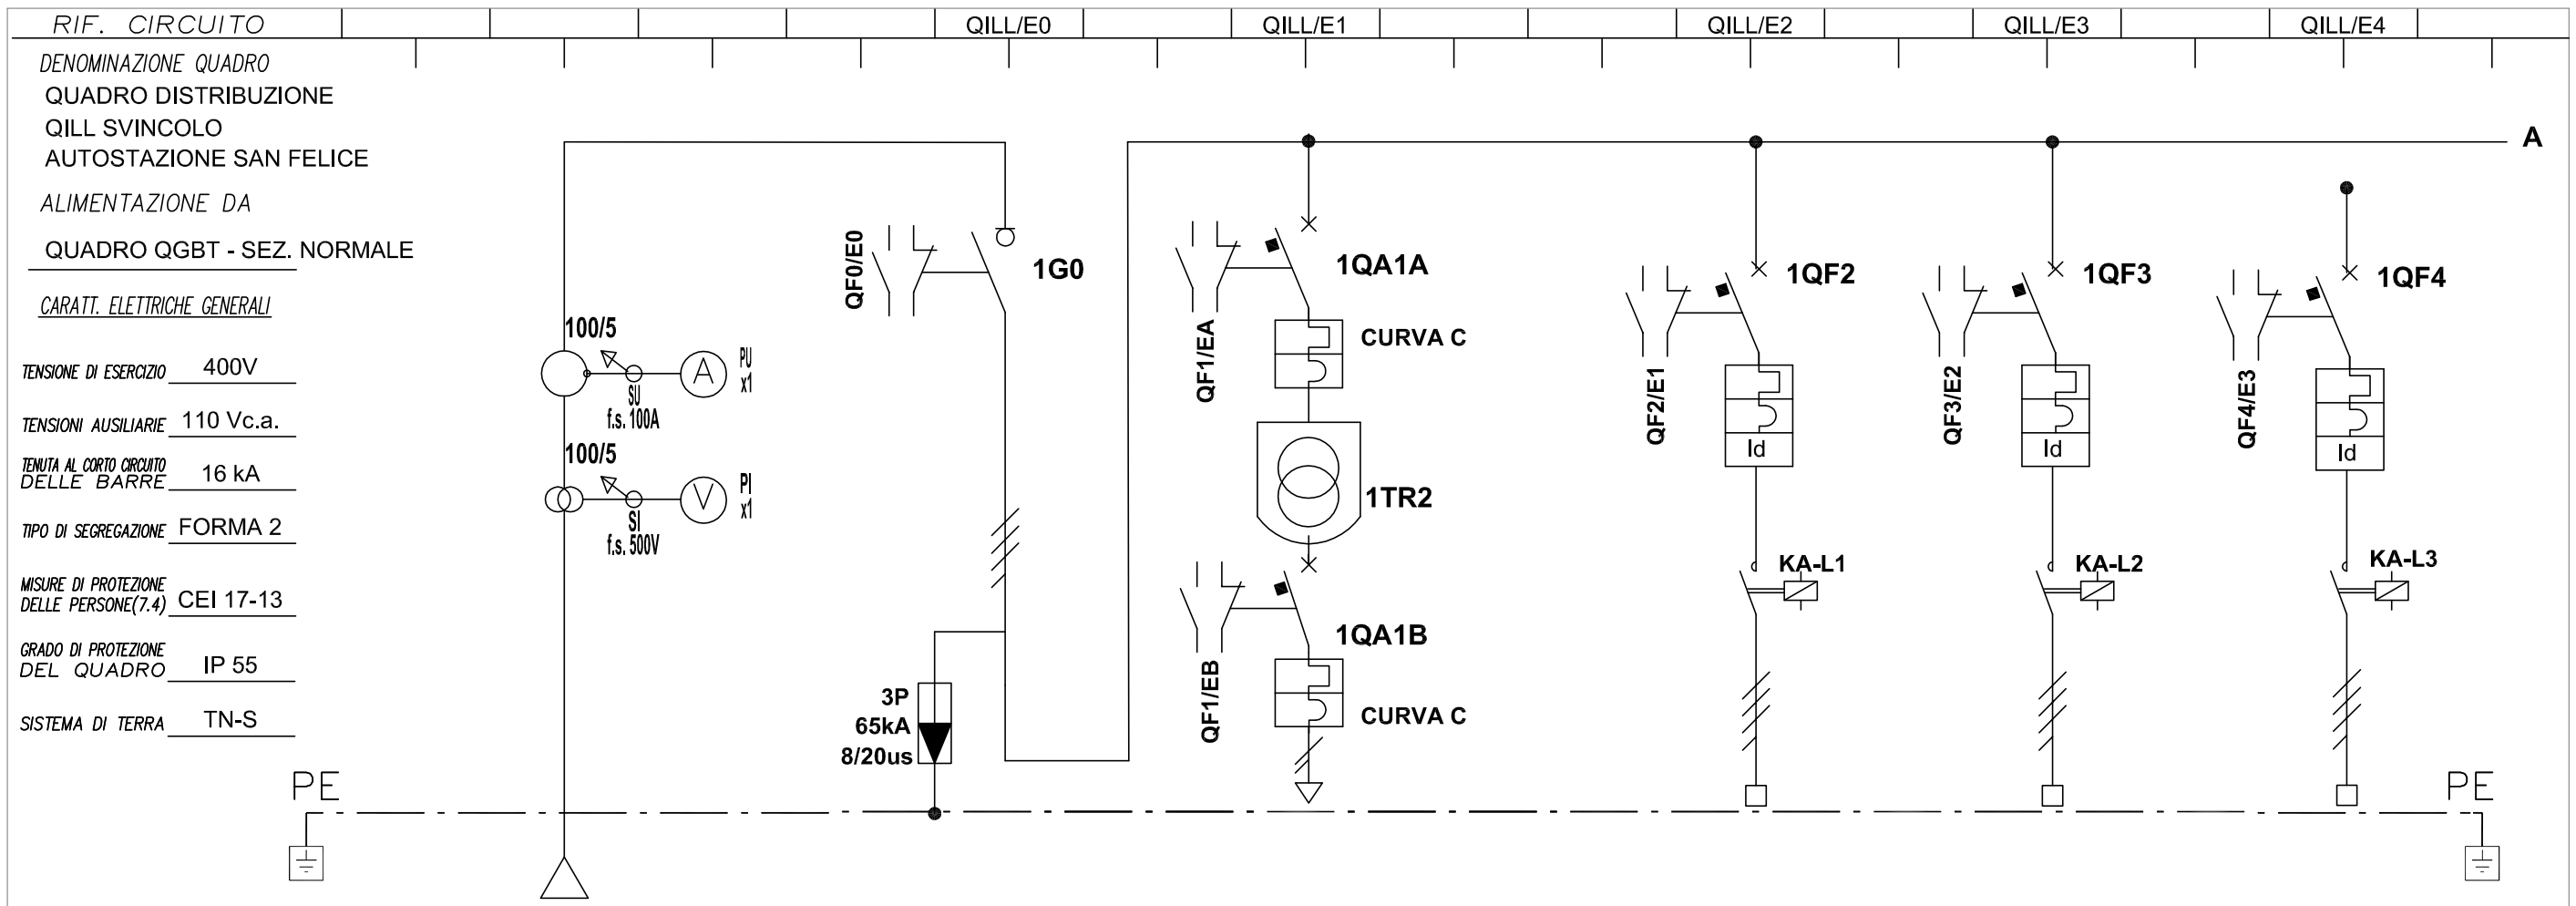 RIF. CIRCUITO
QILL/E0
QILL/E1
QILL/E2
QILL/E3
QILL/E4
DENOMINAZIONE QUADRO
QUADRO DISTRIBUZIONE
QILL SVINCOLO
AUTOSTAZIONE SAN FELICE
ALIMENTAZIONE DA
QUADRO QGBT - SEZ. NORMALE
CARATT. ELETTRICHE GENERALI
TENSIONE DI ESERCIZIO 400V
TENSIONI AUSILIARIE 110 Vc.a.
TENUTA AL CORTO CIRCUITO
DELLE BARRE 16 kA
TIPO DI SEGREGAZIONE FORMA 2
MISURE DI PROTEZIONE
DELLE PERSONE(7.4) CEI 17-13
GRADO DI PROTEZIONE
DEL QUADRO IP 55
SISTEMA DI TERRA TN-S
PE
100/5
SU
f.s. 100A
A
PU
x1
100/5
SI
f.s. 500V
V
PI
x1
QF0/E0
1G0
3P
65kA
8/20us
QF1/EA
1QA1A
CURVA C
1TR2
QF1/EB
1QA1B
CURVA C
QF2/E1
1QF2
Id
KA-L1
QF3/E2
1QF3
Id
KA-L2
QF4/E3
1QF4
Id
KA-L3
A
PE